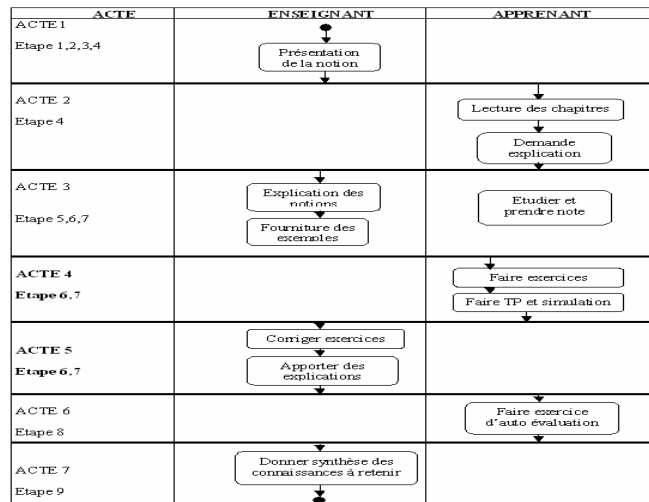 ACTE ENSEIGNANT APPRENANT
ACTE 1
Etape 1,2,3,4
Présentation
de la notion
ACTE 2
Etape 4
Lecture des chapitres
Demande
explication
ACTE 3
Etape 5,6,7
Explication des
notions
Fourniture des
exemples
Etudier et
prendre note
ACTE 4
Etape 6,7
Faire exercices
Faire TP et simulation
ACTE 5
Etape 6,7
Corriger exercices
Apporter des
explications
ACTE 6
Etape 8
Faire exercice
d'auto évaluation
ACTE 7
Etape 9
Donner synthèse des
connaissances à retenir